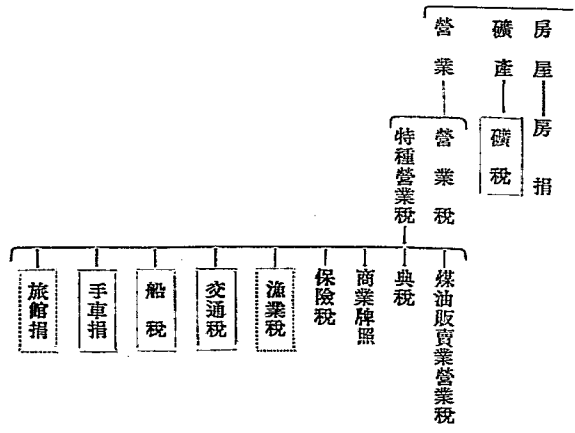 房屋
房捐
礦產
礦稅
營業
營業稅
特種營業稅
煤油販賣業營業稅
典稅
商業牌照
保險稅
漁業稅
交通稅
船稅
手車捐
旅館捐